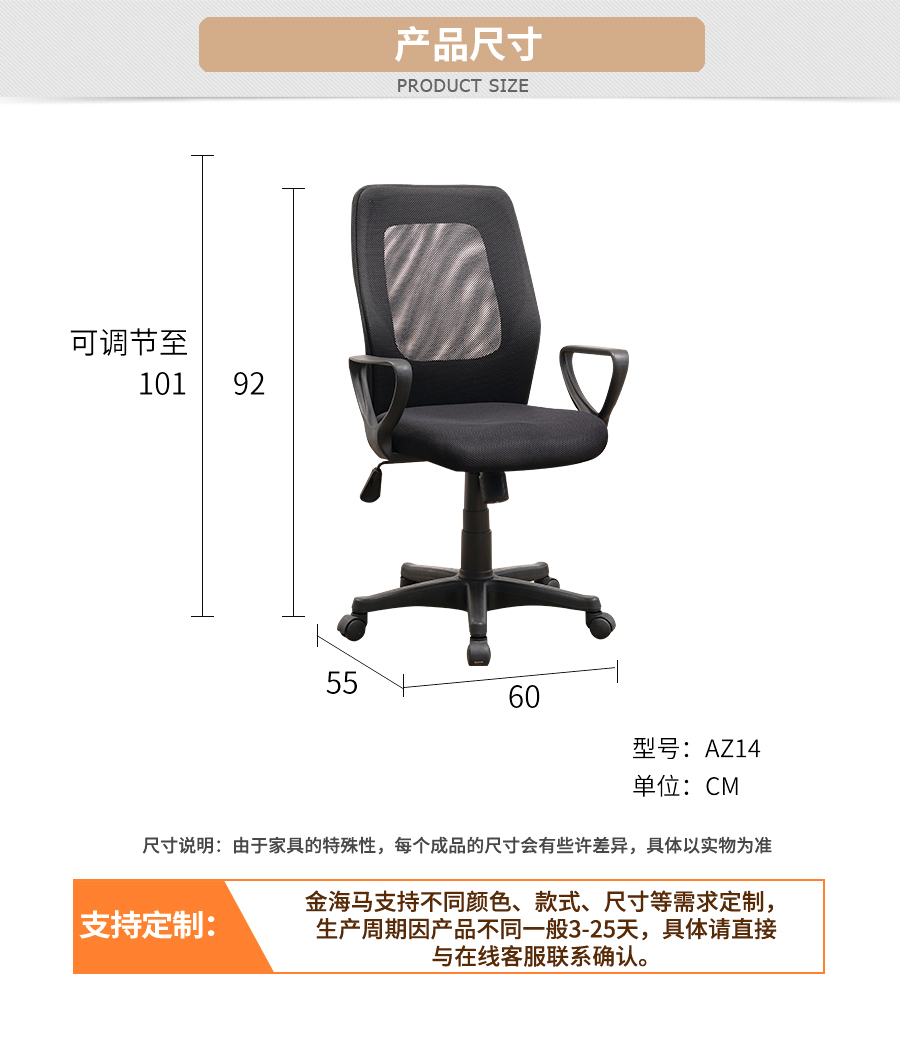 产品尺寸
PRODUCT SIZE
可调节至
101
92
55
60
型号：AZ14
单位：CM
尺寸说明：由于家具的特殊性，每个成品的尺寸会有些许差异，具体以实物为准
支持定制：
金海马支持不同颜色、款式、尺寸等需求定制，
生产周期因产品不同一般3-25天，具体请直接
与在线客服联系确认。